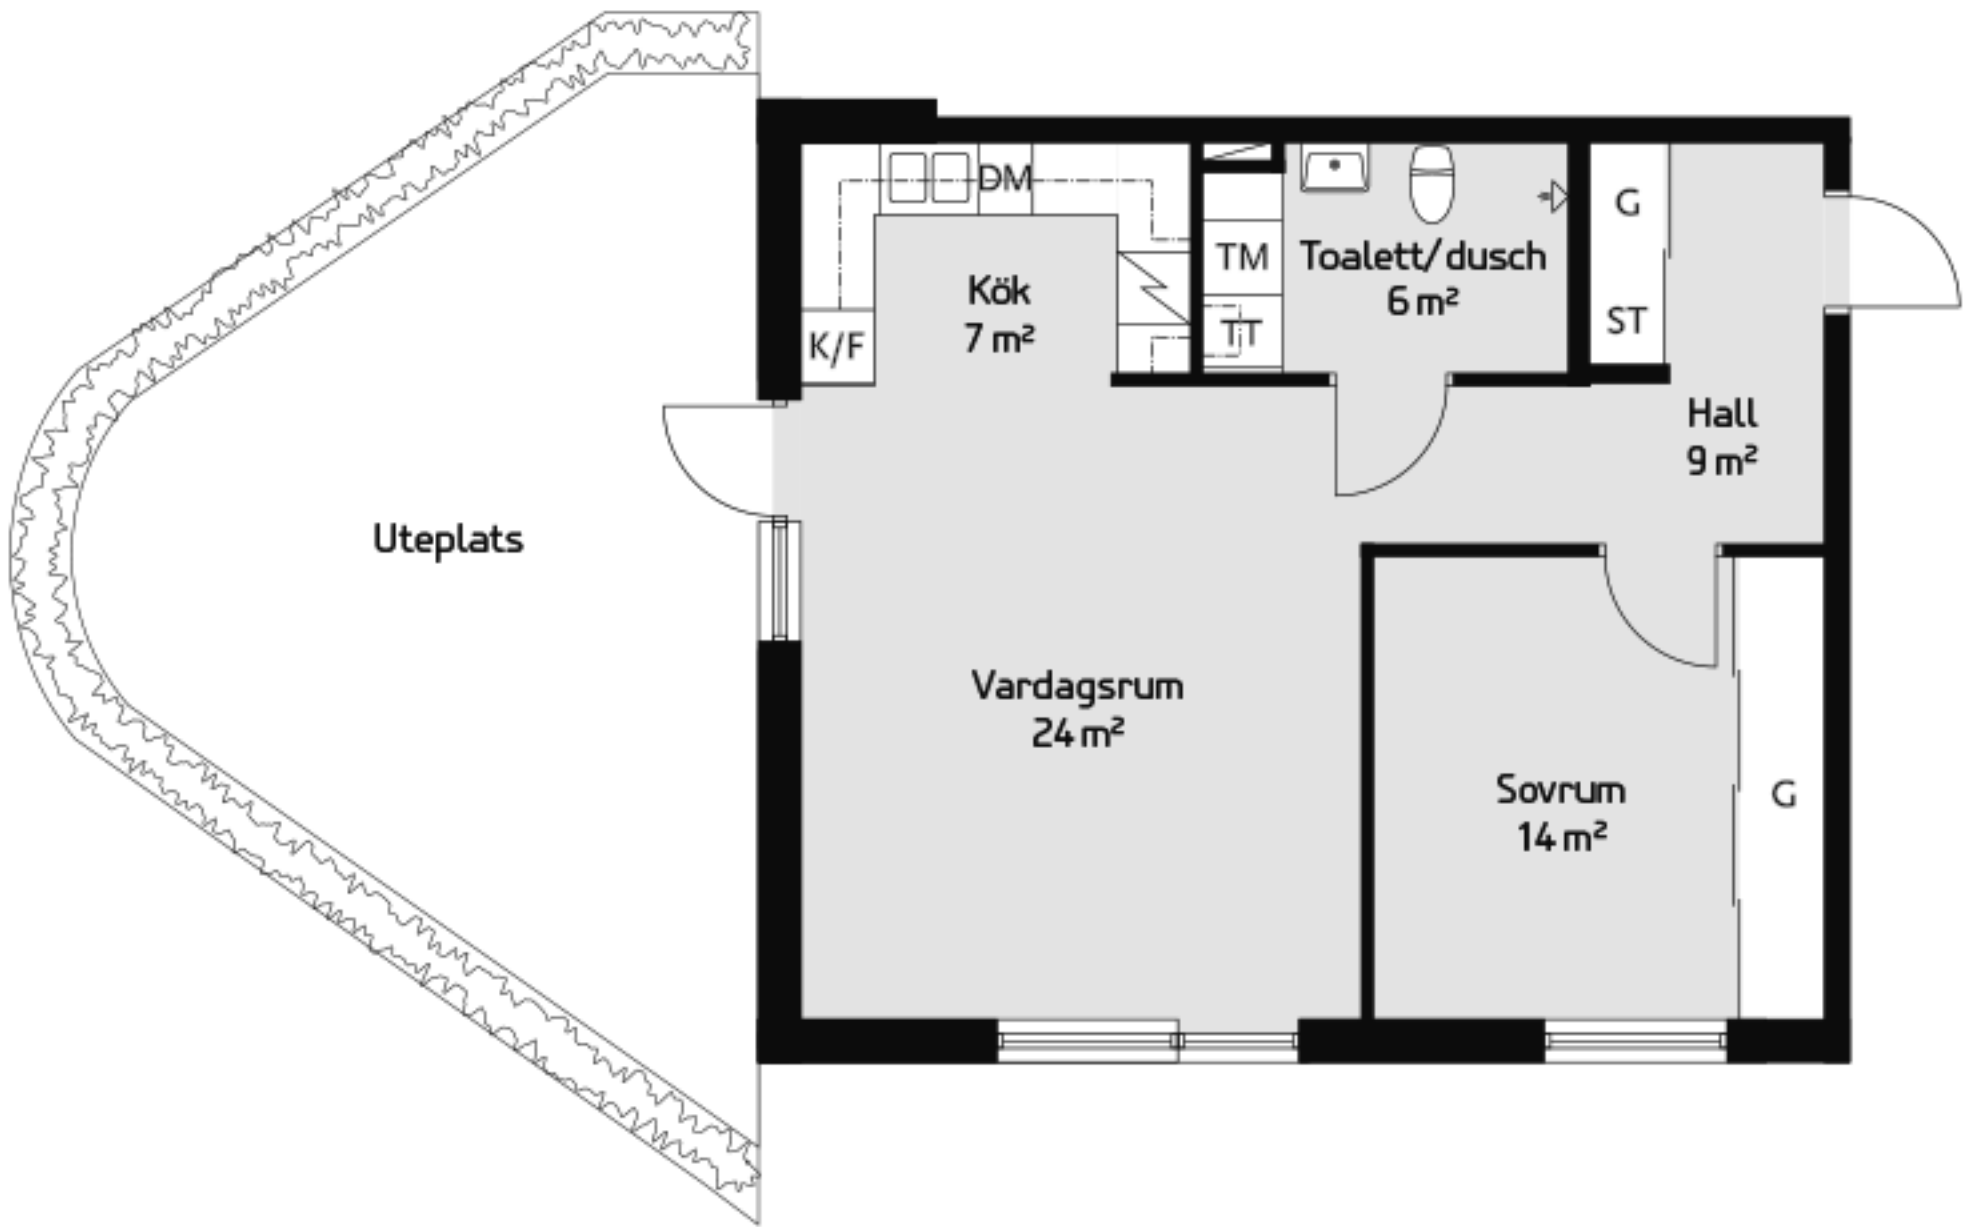 DM
G
TM
Toalett/dusch
6 m²
Kök
7 m²
K/F
TT
ST
Hall
9 m²
Uteplats
Vardagsrum
24 m²
Sovrum
14 m²
G